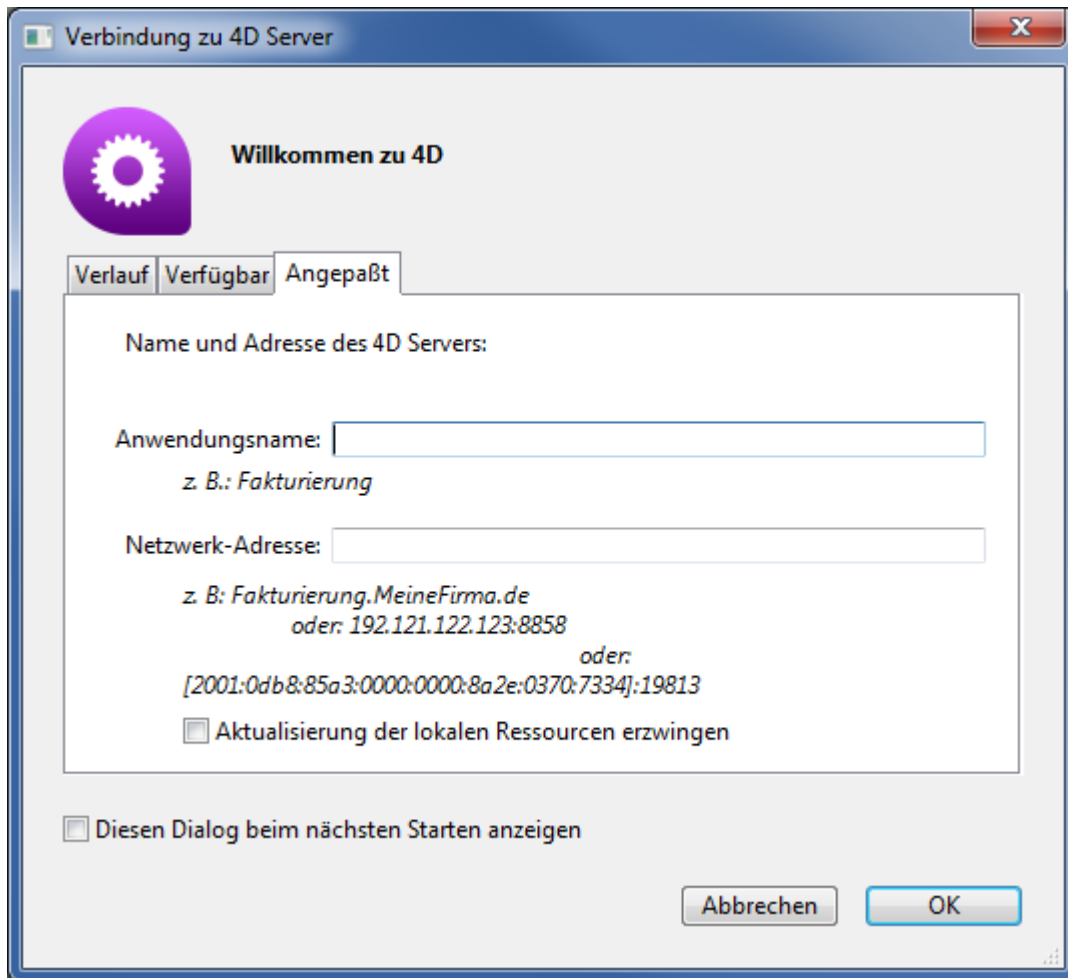 Verbindung zu 4D Server
Willkommen zu 4D
Verlauf Verfügbar Angepaßt
Name und Adresse des 4D Servers:
Anwendungsname:
z. B.: Fakturierung
Netzwerk-Adresse:
z. B: Fakturierung.MeineFirma.de
oder: 192.121.122.123:8858
oder:
[2001:0db8:85a3:0000:0000:8a2e:0370:7334]:19813
Aktualisierung der lokalen Ressourcen erzwingen
Diesen Dialog beim nächsten Starten anzeigen
Abbrechen OK